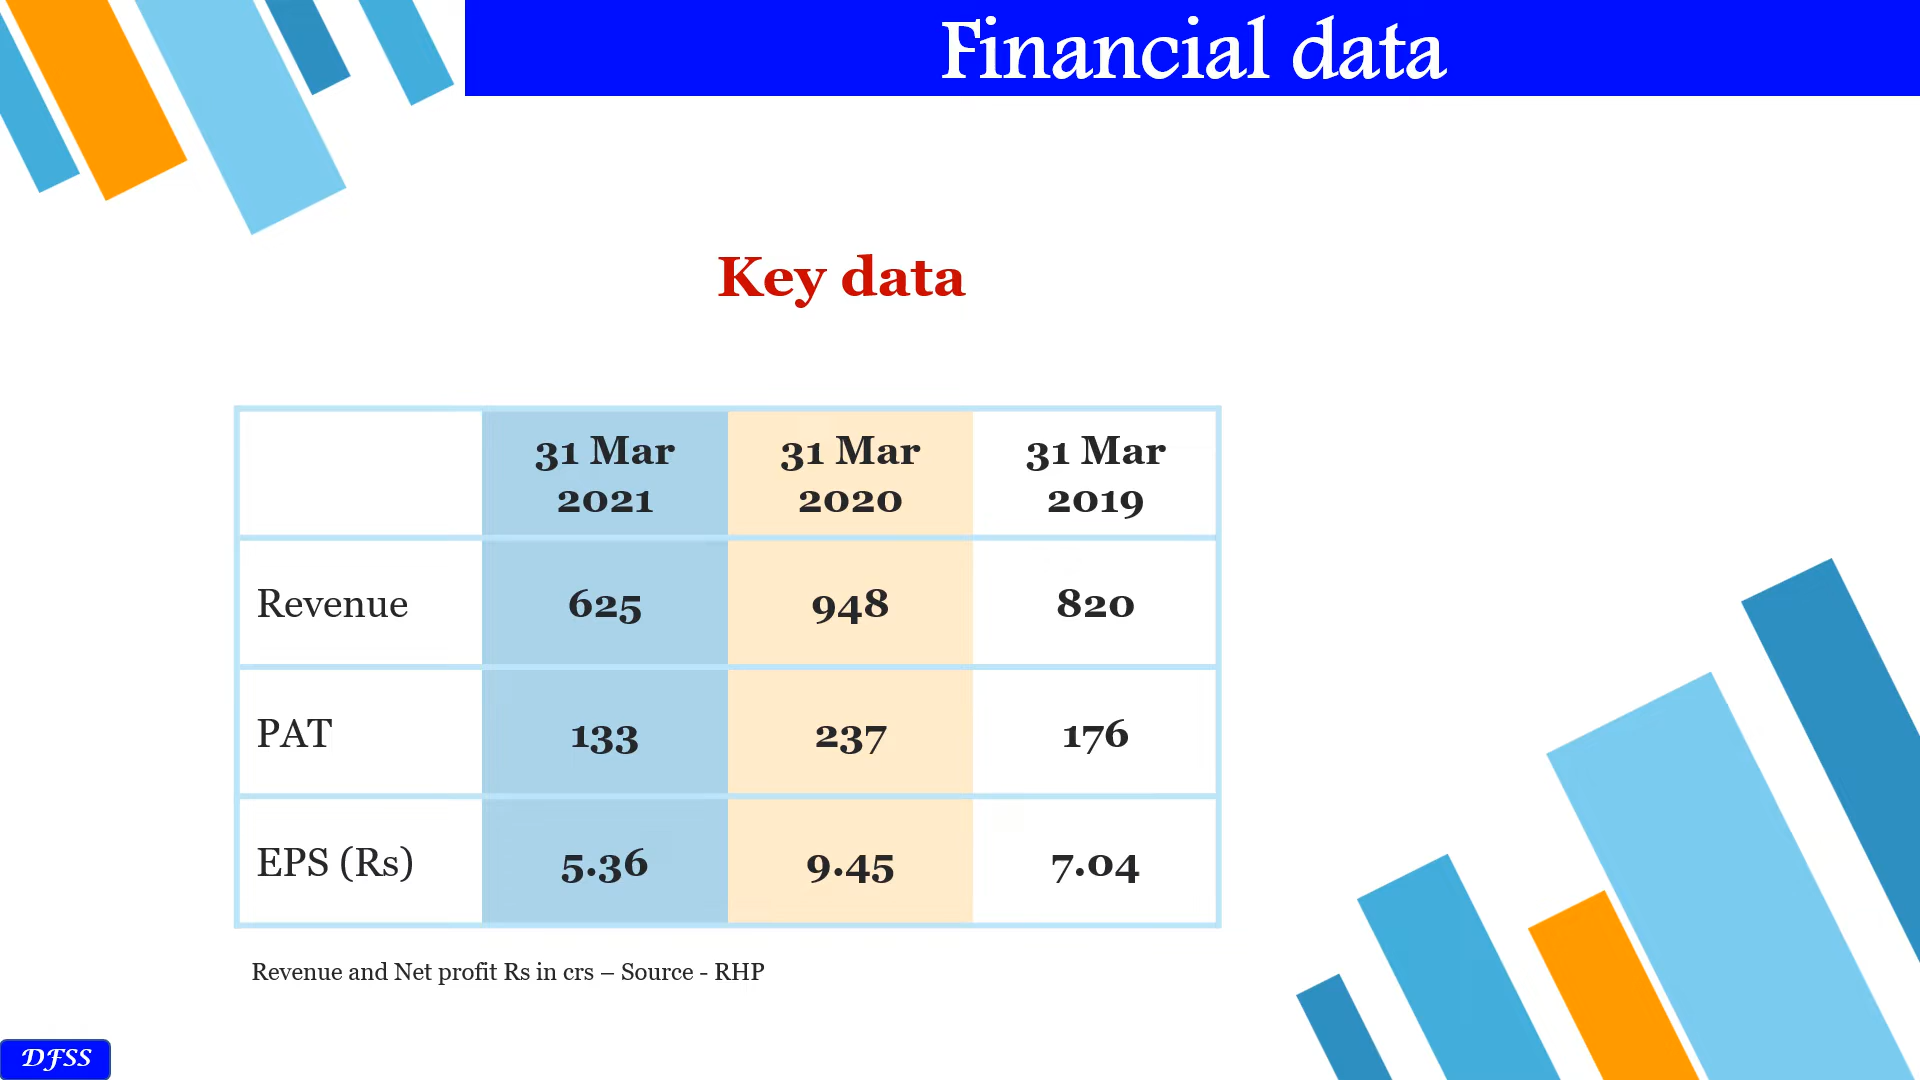 Financial data
Key data
31 Mar 2021 31 Mar 2020 31 Mar 2019
Revenue 625 948 820
PAT 133 237 176
EPS (Rs) 5.36 9.45 7.04
Revenue and Net profit Rs in crs – Source - RHP
DFSS